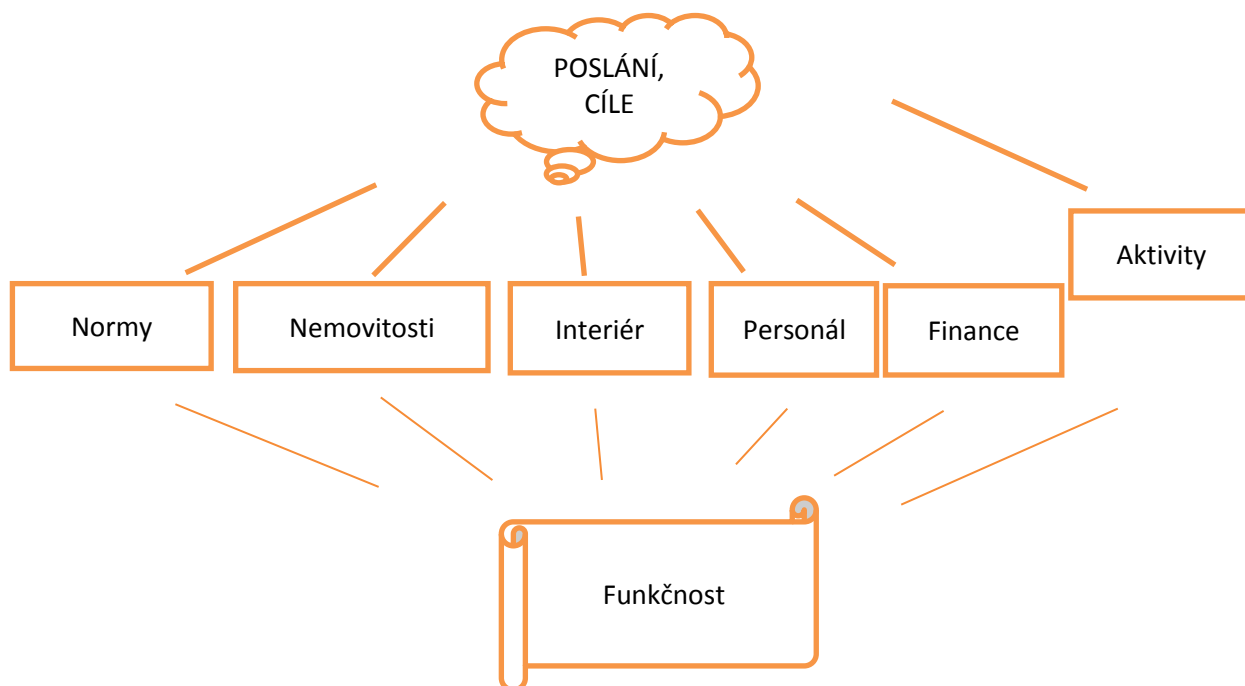 POSLÁNÍ,
CÍLE
Aktivity
Normy
Nemovitosti
Interiér
Personál
Finance
Funkčnost